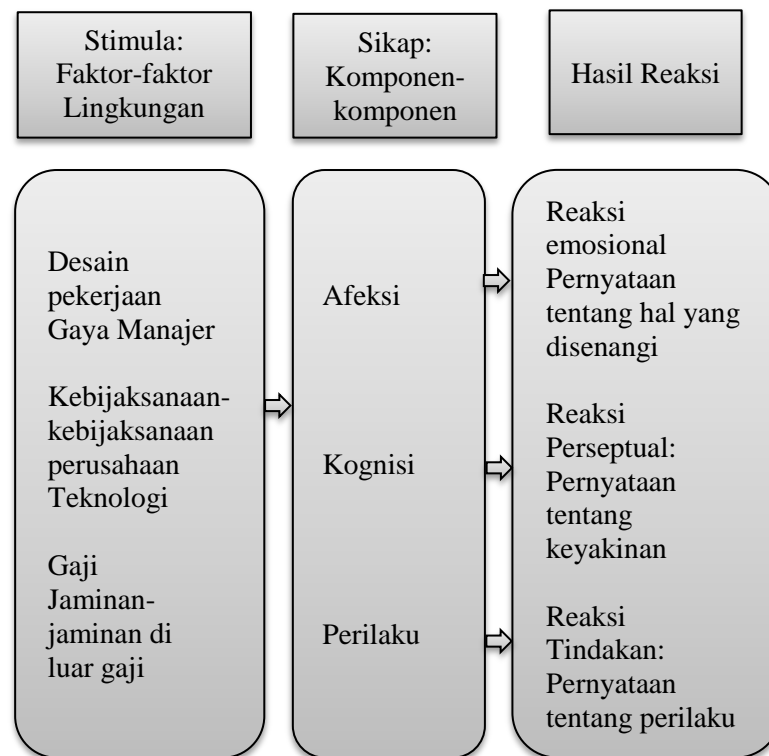 Stimula:
Faktor-faktor
Lingkungan
Sikap:
Komponen-
komponen
Hasil Reaksi
Desain
pekerjaan
Gaya Manajer
Kebijaksanaan-
kebijaksanaan
perusahaan
Teknologi
Gaji
Jaminan-
jaminan di
luar gaji
Afeksi
Kognisi
Perilaku
Reaksi
emosional
Pernyataan
tentang hal yang
disenangi
Reaksi
Perseptual:
Pernyataan
tentang
keyakinan
Reaksi
Tindakan:
Pernyataan
tentang perilaku